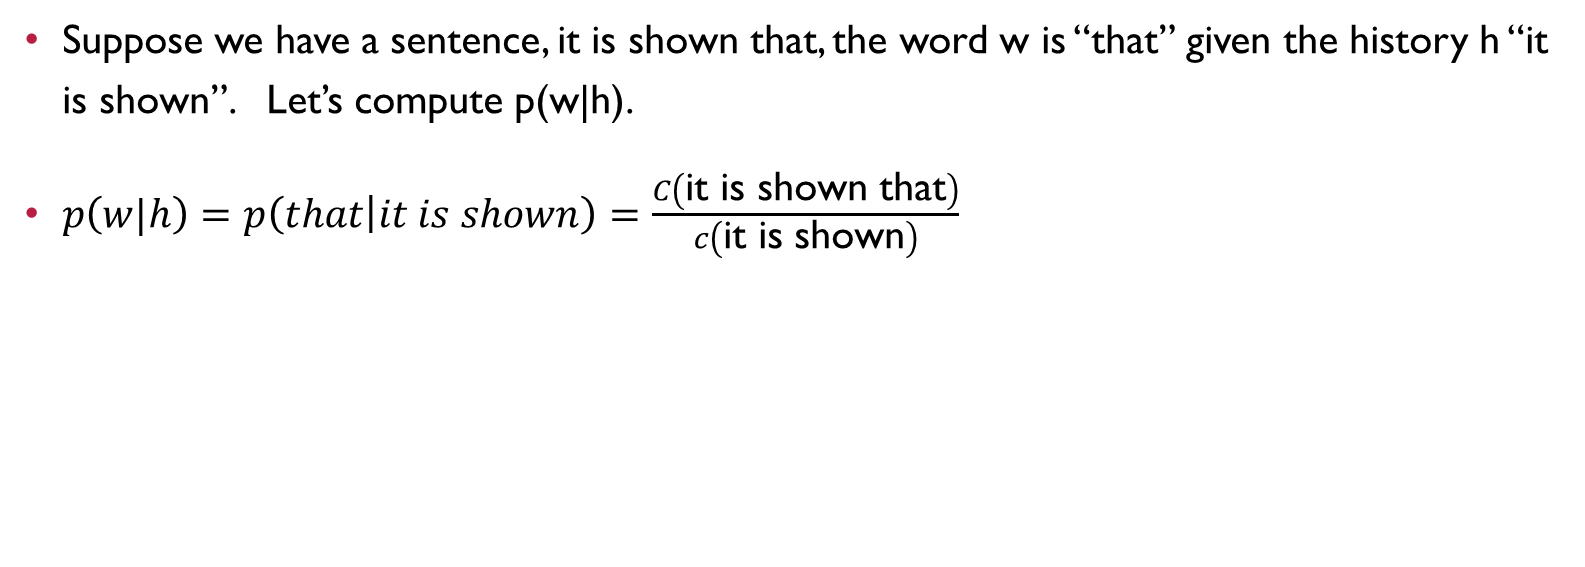 • Suppose we have a sentence, it is shown that, the word w is “that” given the history h “it
is shown”. Let’s compute p(w|h).
• p(w|h) = p(that|it is shown) = c(it is shown that) / c(it is shown)